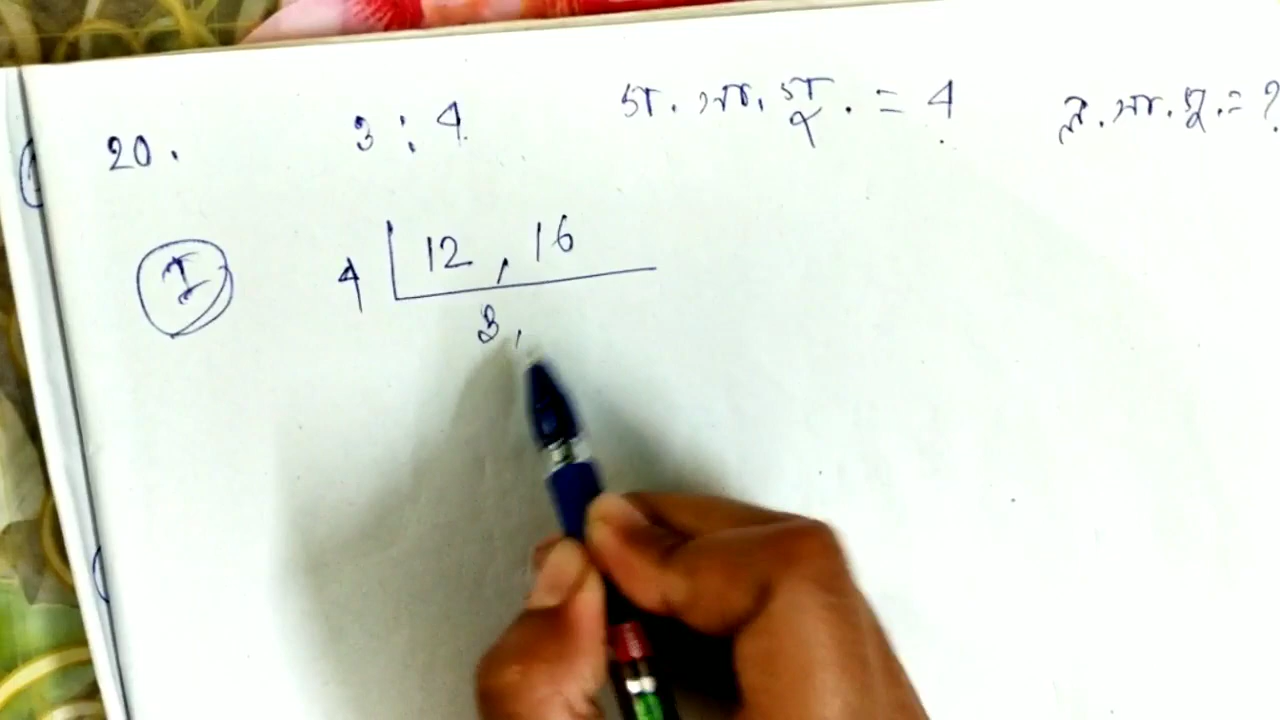 20. 3 : 4 গ. সা. গু. = 4 ল. সা. গু. = ?
I 4 | 12 , 16
3 ,